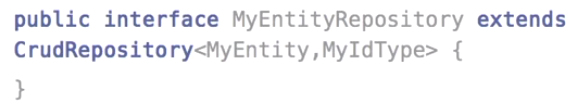 public interface MyEntityRepository extends
CrudRepository<MyEntity,MyIdType> {
}